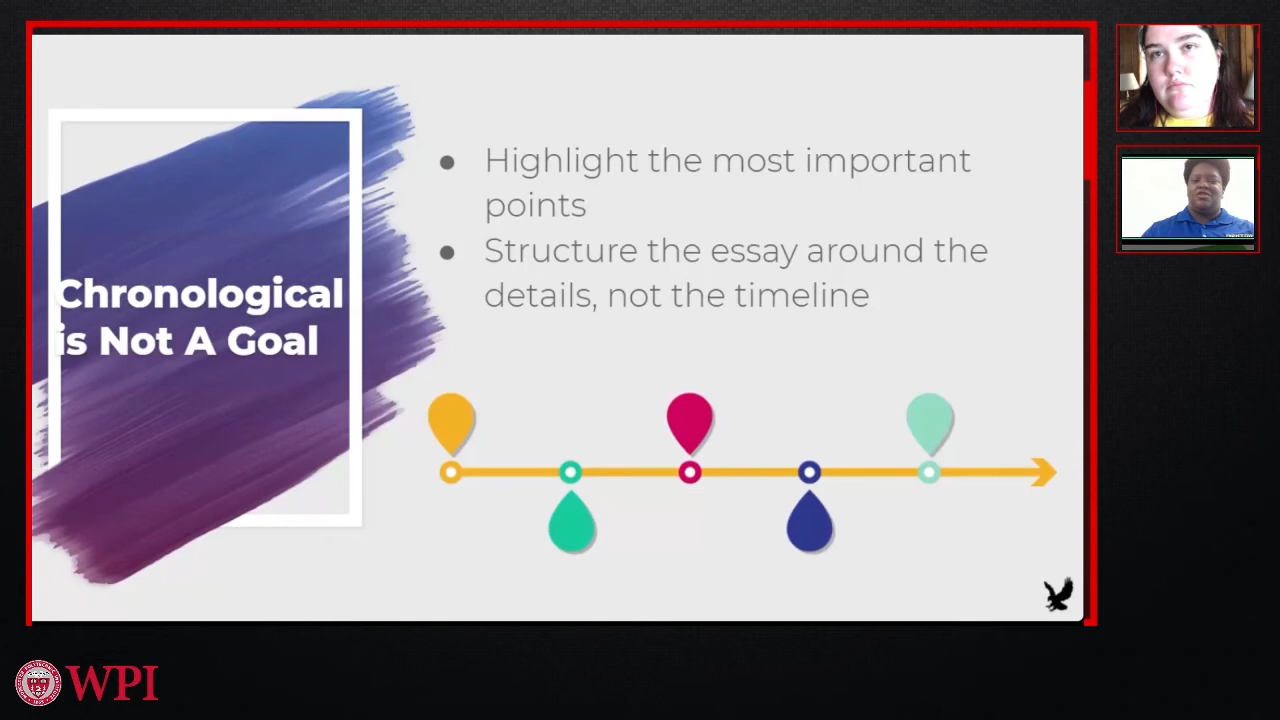 Chronological
is Not A Goal
● Highlight the most important
points
● Structure the essay around the
details, not the timeline
WPI